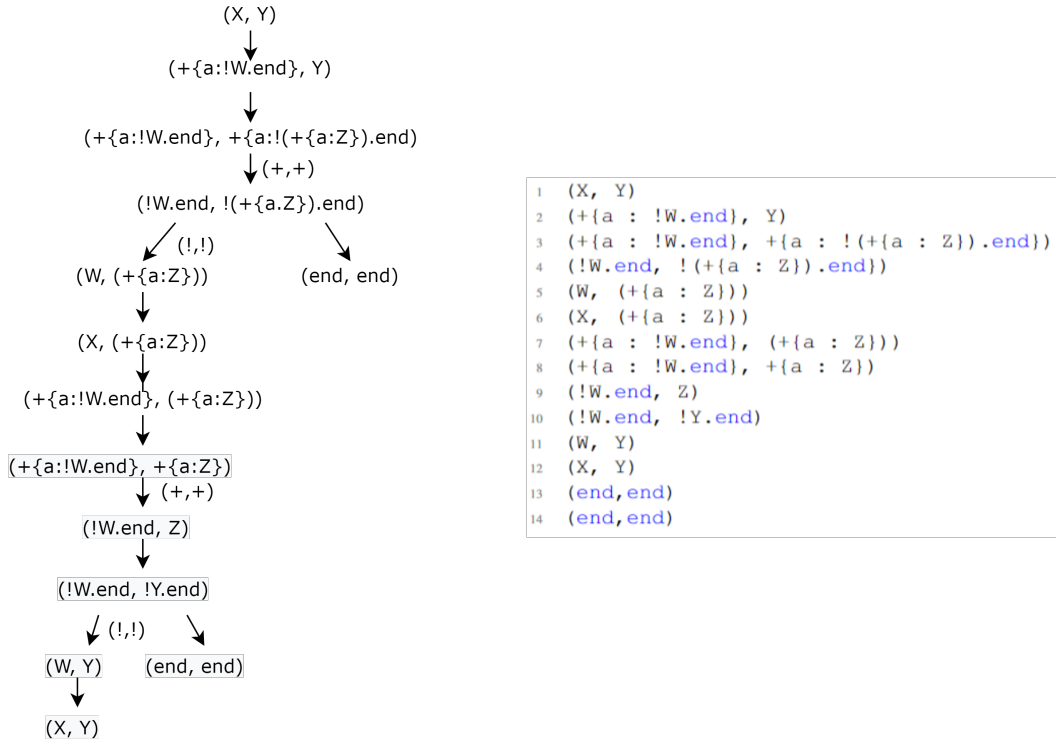 (X, Y)
(+{a:!W.end}, Y)
(+{a:!W.end}, +{a:!(+{a:Z}).end)
(+,+)
(!W.end, !(+{a.Z}).end)
(!,!)
(W, (+{a:Z}))
(end, end)
(X, (+{a:Z}))
(+{a:!W.end}, (+{a:Z}))
(+{a:!W.end}, +{a:Z})
(+,+)
(!W.end, Z)
(!W.end, !Y.end)
(!,!)
(W, Y)
(end, end)
(X, Y)
1 (X, Y)
2 (+{a : !W.end}, Y)
3 (+{a : !W.end}, +{a : !(+{a : Z}).end})
4 (!W.end, !(+{a : Z}).end})
5 (W, (+{a : Z}))
6 (X, (+{a : Z}))
7 (+{a : !W.end}, (+{a : Z}))
8 (+{a : !W.end}, +{a : Z})
9 (!W.end, Z)
10 (!W.end, !Y.end)
11 (W, Y)
12 (X, Y)
13 (end,end)
14 (end,end)